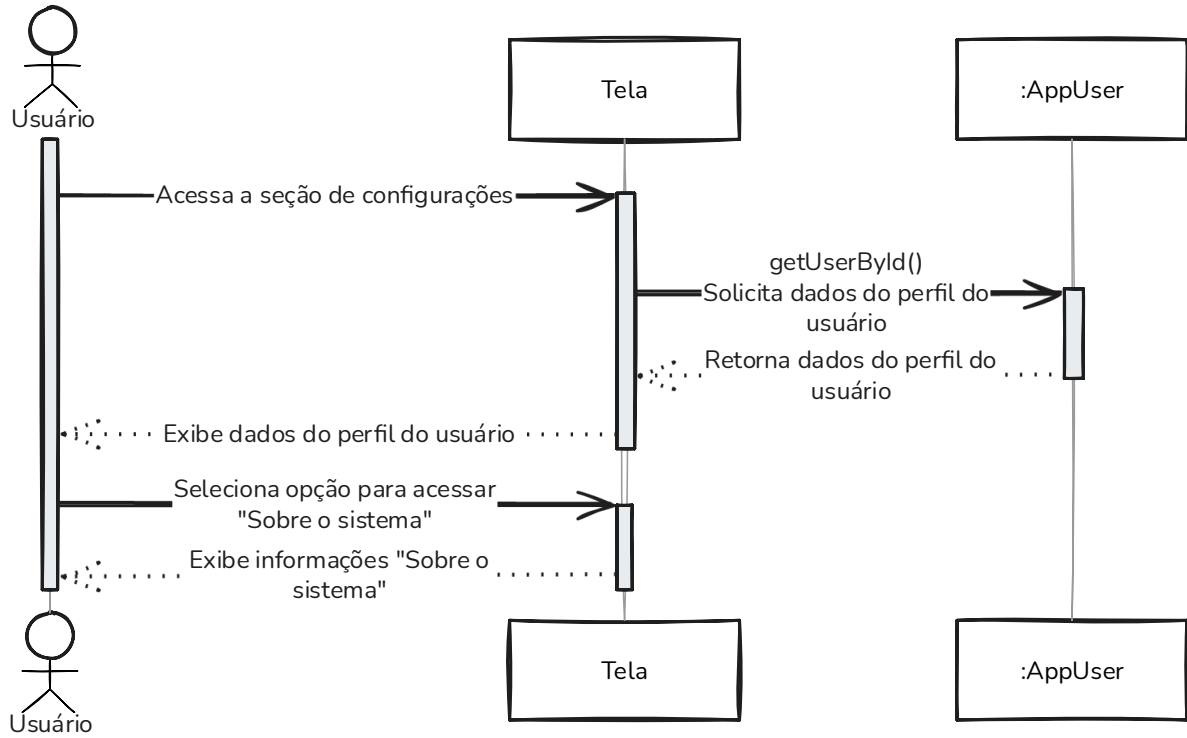 Usuário
Tela
:AppUser
Acessa a seção de configurações
getUserById()
Solicita dados do perfil do
usuário
Retorna dados do perfil do
usuário
Exibe dados do perfil do usuário
Seleciona opção para acessar
"Sobre o sistema"
Exibe informações "Sobre o
sistema"
Usuário
Tela
:AppUser